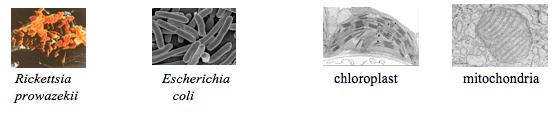 Rickettsia
prowazekii
Escherichia
coli
chloroplast
mitochondria